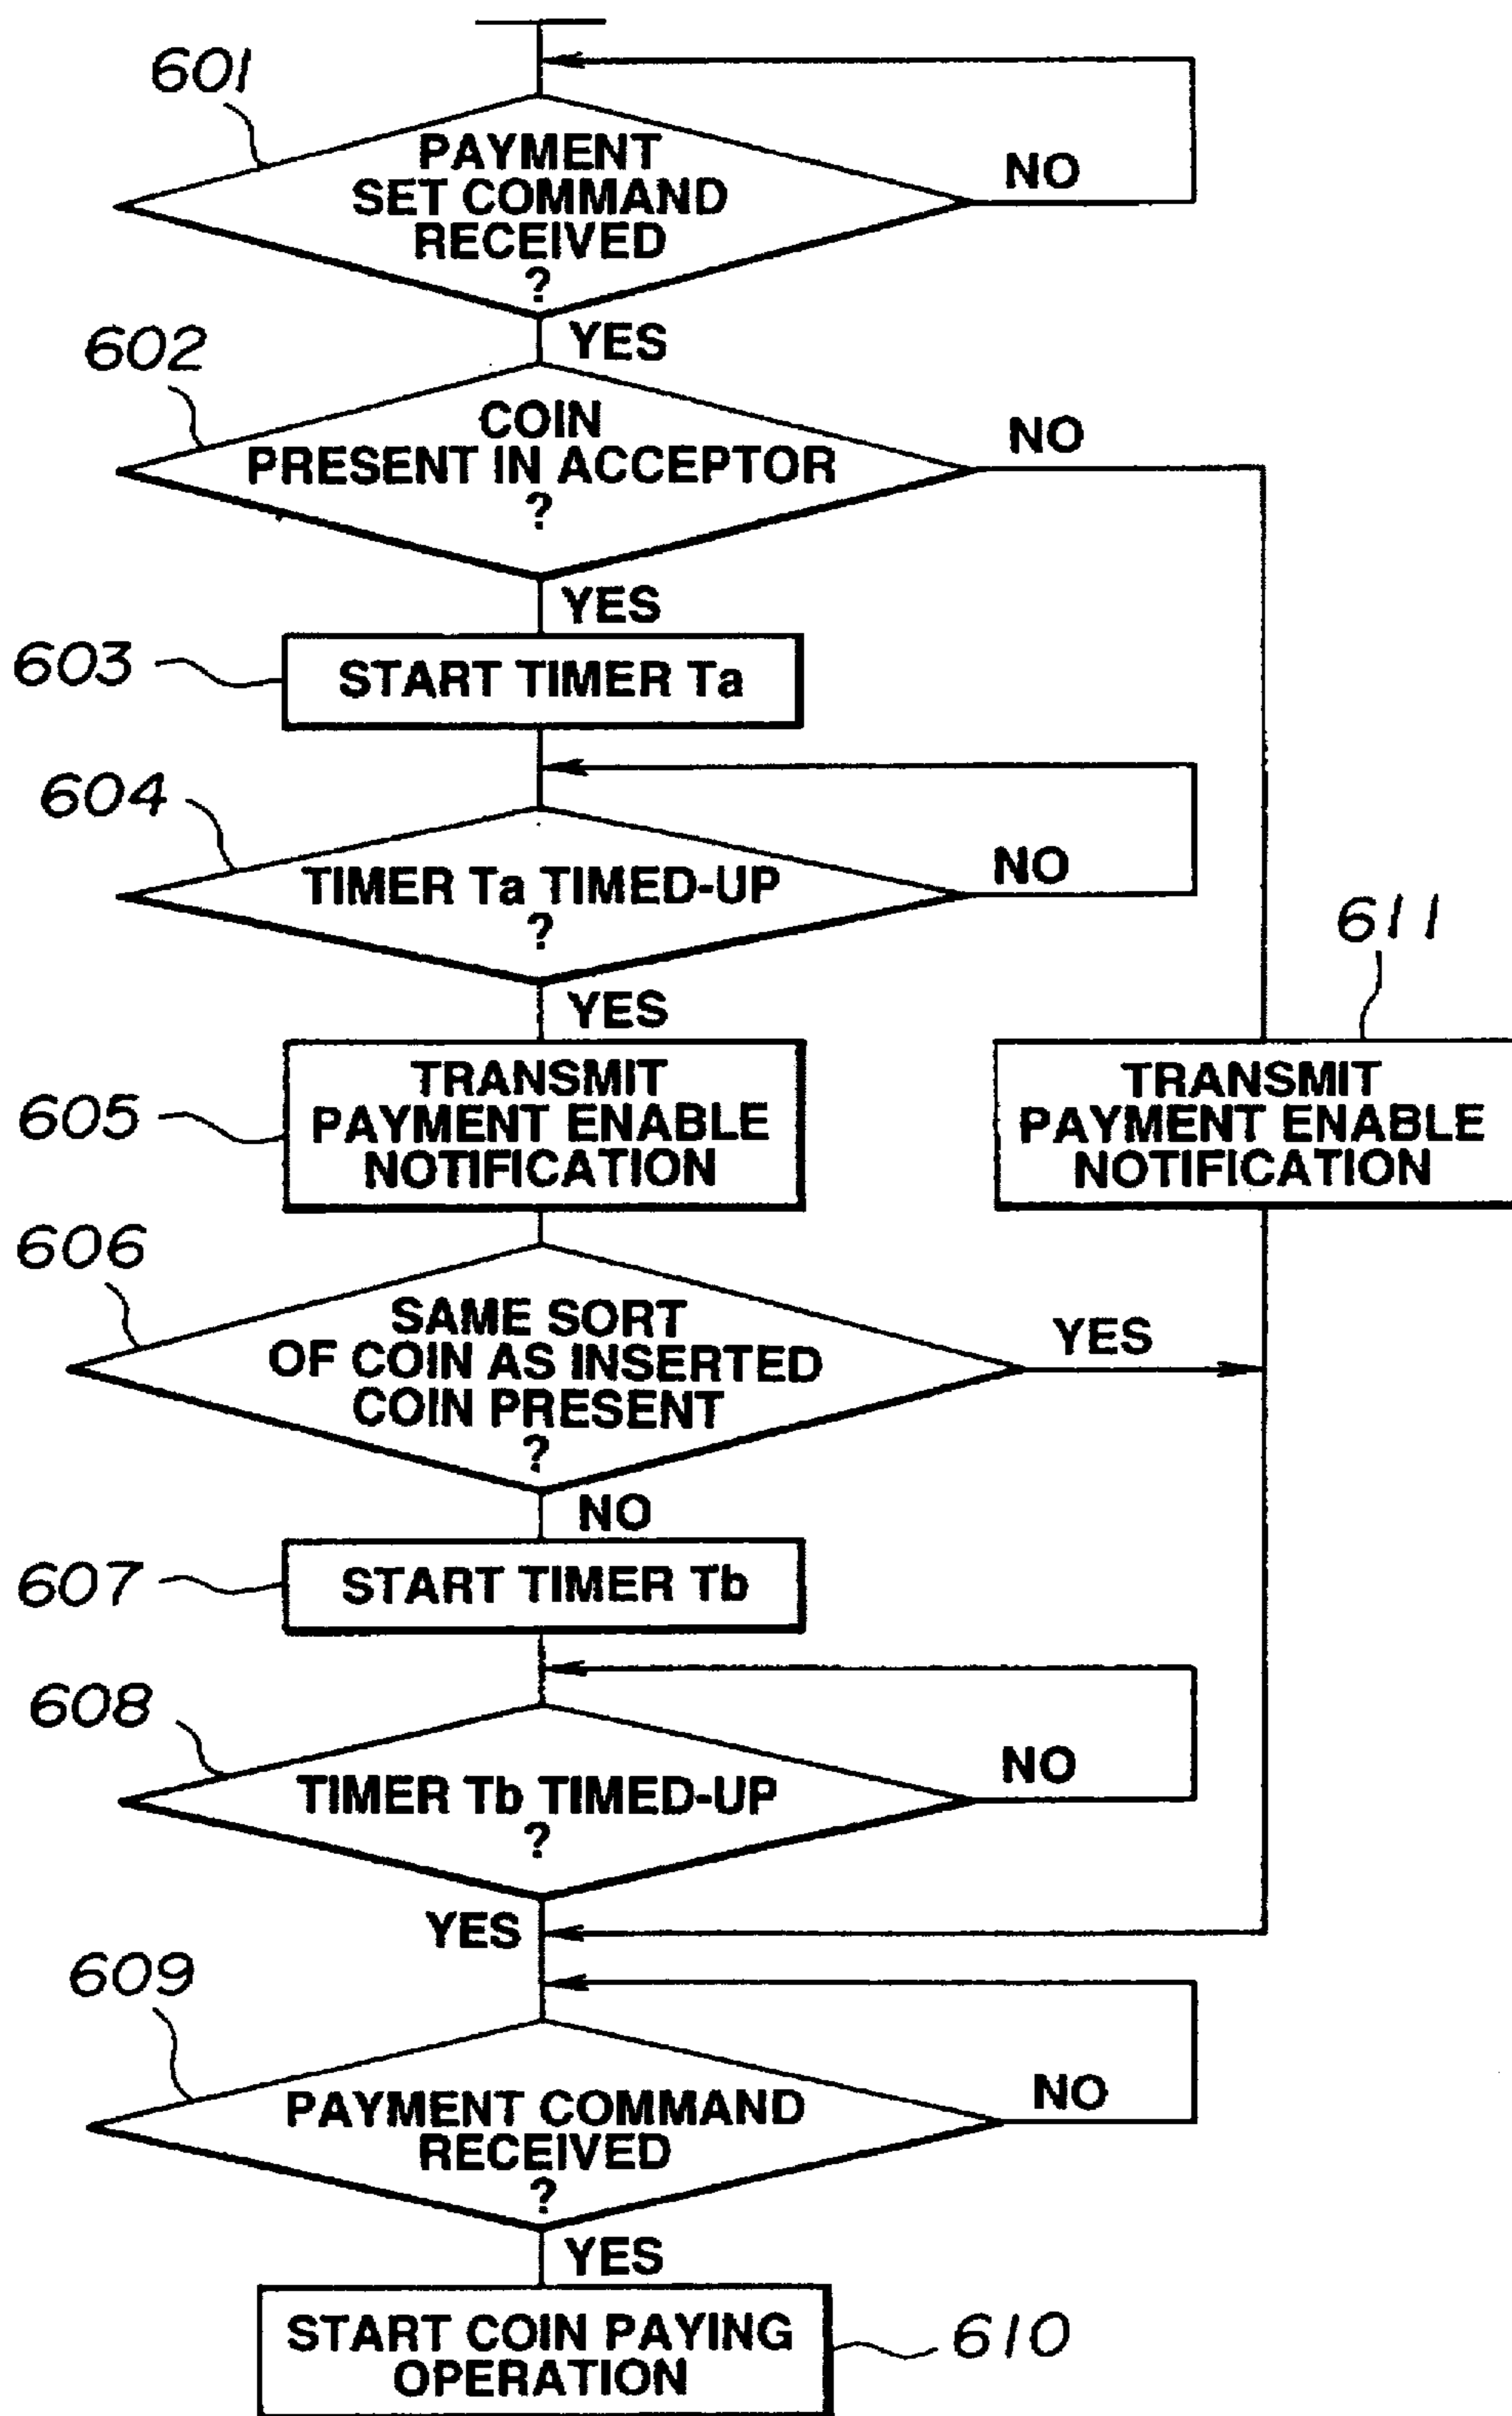 601
PAYMENT
SET COMMAND
RECEIVED
?
NO
YES
602
COIN
PRESENT IN ACCEPTOR
?
NO
YES
603
START TIMER Ta
604
TIMER Ta TIMED-UP
?
NO
YES
611
605
TRANSMIT
PAYMENT ENABLE
NOTIFICATION
TRANSMIT
PAYMENT ENABLE
NOTIFICATION
606
SAME SORT
OF COIN AS INSERTED
COIN PRESENT
?
YES
NO
607
START TIMER Tb
608
TIMER Tb TIMED-UP
?
NO
YES
609
PAYMENT COMMAND
RECEIVED
?
NO
YES
START COIN PAYING
OPERATION
610